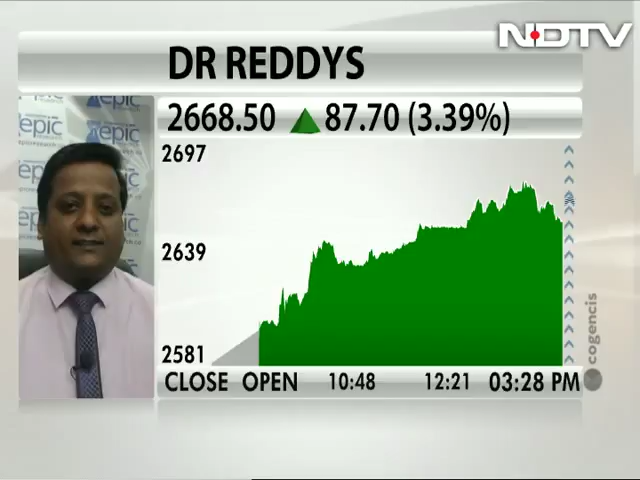 NDTV
DR REDDYS
2668.50 ▲ 87.70 (3.39%)
2697
2639
2581
CLOSE OPEN 10:48 12:21 03:28 PM
cogencis
epic
epic
epic
epic